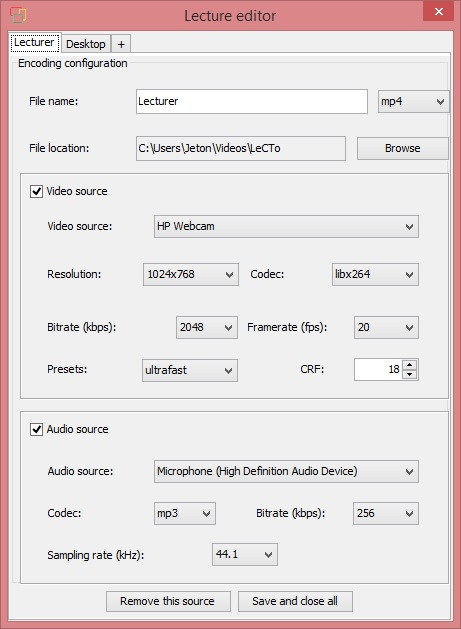 Lecture editor
Lecturer Desktop +
Encoding configuration
File name: Lecturer mp4
File location: C:\Users\Jeton\Videos\LeCTo Browse
Video source
Video source: HP Webcam
Resolution: 1024x768 Codec: libx264
Bitrate (kbps): 2048 Framerate (fps): 20
Presets: ultrafast CRF: 18
Audio source
Audio source: Microphone (High Definition Audio Device)
Codec: mp3 Bitrate (kbps): 256
Sampling rate (kHz): 44.1
Remove this source Save and close all